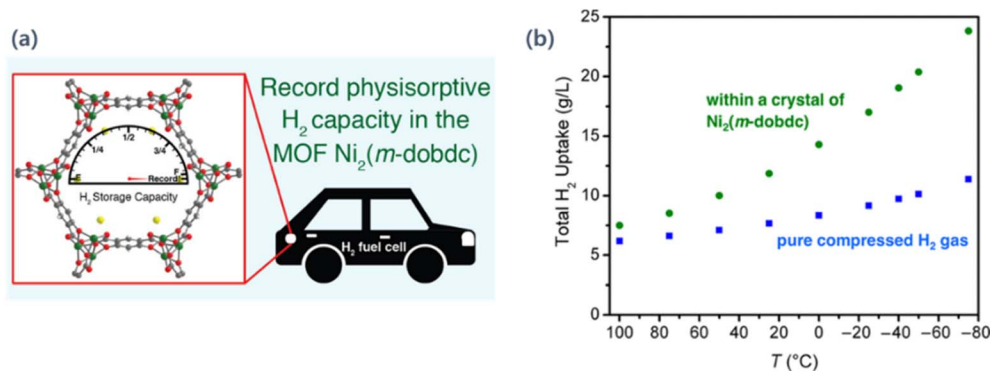 (a)
Record physisorptive
H₂ capacity in the
MOF Ni₂(m-dobdc)
1/4
1/2
3/4
E
F
Record
H₂ Storage Capacity
H₂ fuel cell
(b)
Total H₂ Uptake (g/L)
25
20
15
10
5
0
within a crystal of
Ni₂(m-dobdc)
pure compressed H₂ gas
100 80 60 40 20 0 −20 −40 −60 −80
T (°C)